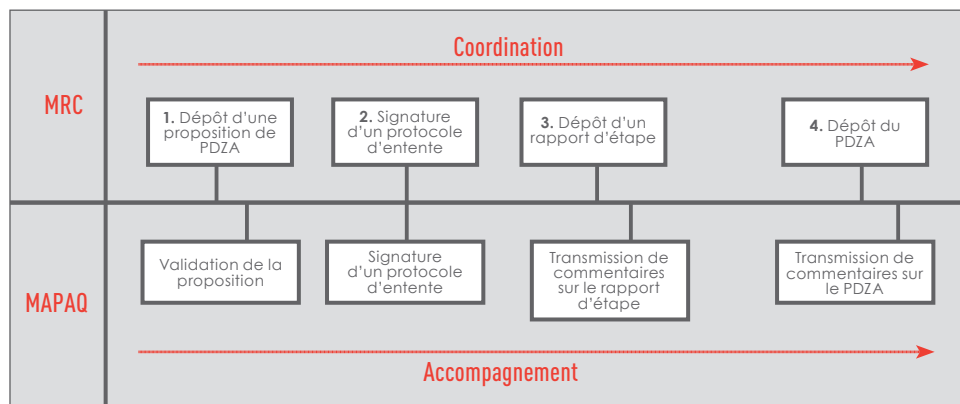 Coordination
MRC
1. Dépôt d'une
proposition de
PDZA
2. Signature
d'un protocole
d'entente
3. Dépôt d'un
rapport d'étape
4. Dépôt du
PDZA
MAPAQ
Validation de la
proposition
Signature
d'un protocole
d'entente
Transmission de
commentaires
sur le rapport
d'étape
Transmission de
commentaires sur
le PDZA
Accompagnement